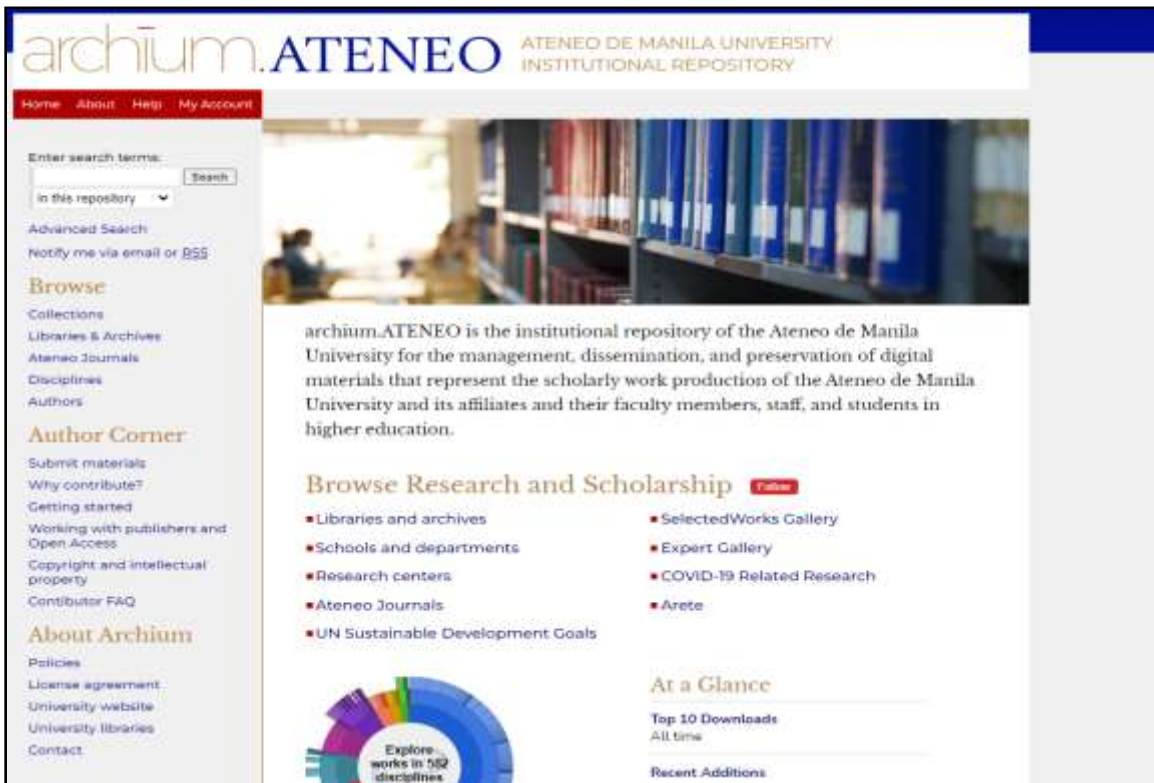 archīum.ATENEO
ATENEO DE MANILA UNIVERSITY
INSTITUTIONAL REPOSITORY
Home About Help My Account
Enter search terms:
Search
in this repository
Advanced Search
Notify me via email or RSS
Browse
Collections
Libraries & Archives
Ateneo Journals
Disciplines
Authors
Author Corner
Submit materials
Why contribute?
Getting started
Working with publishers and
Open Access
Copyright and intellectual
property
Contibutor FAQ
About Archium
Policies
License agreement
University website
University libraries
Contact
archīum.ATENEO is the institutional repository of the Ateneo de Manila
University for the management, dissemination, and preservation of digital
materials that represent the scholarly work production of the Ateneo de Manila
University and its affiliates and their faculty members, staff, and students in
higher education.
Browse Research and Scholarship Follow
Libraries and archives
Schools and departments
Research centers
Ateneo Journals
UN Sustainable Development Goals
SelectedWorks Gallery
Expert Gallery
COVID-19 Related Research
Arete
Explore
works in 582
disciplines
At a Glance
Top 10 Downloads
All time
Recent Additions